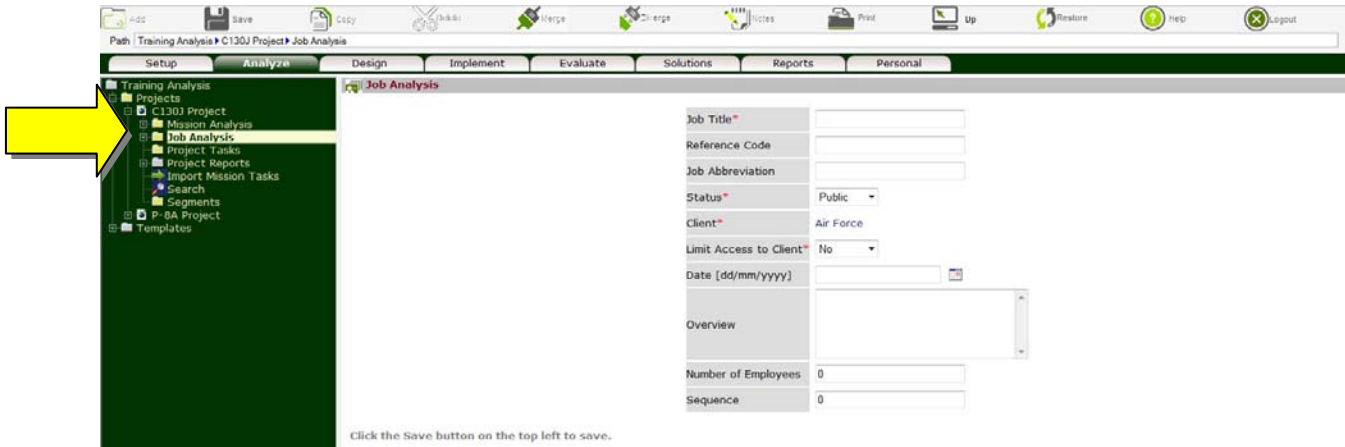 Add Save Copy Delete Merge Diverge Notes Print Up Restore Help Logout
Path Training Analysis C130J Project Job Analysis
Setup Analyze Design Implement Evaluate Solutions Reports Personal
Training Analysis
Projects
C130J Project
Mission Analysis
Job Analysis
Project Tasks
Project Reports
Import Mission Tasks
Search
Segments
P-8A Project
Templates
Job Analysis
Job Title*
Reference Code
Job Abbreviation
Status* Public
Client* Air Force
Limit Access to Client* No
Date [dd/mm/yyyy]
Overview
Number of Employees 0
Sequence 0
Click the Save button on the top left to save.